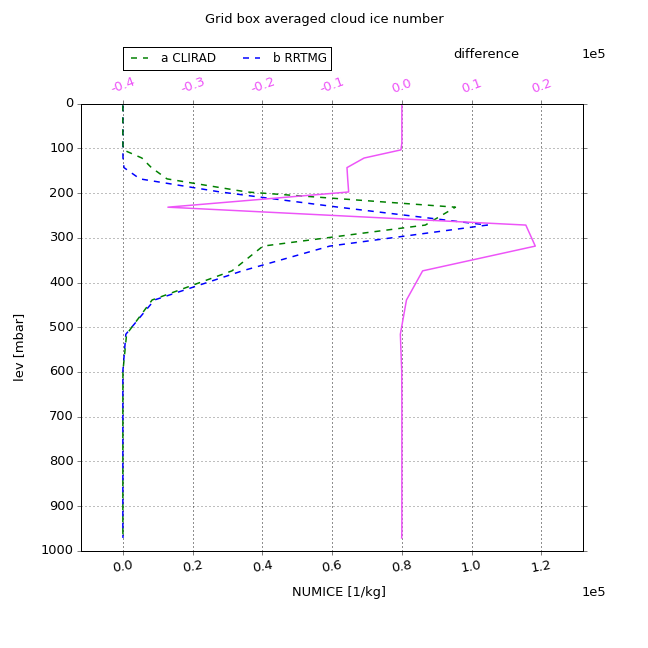 Grid box averaged cloud ice number
a CLIRAD b RRTMG difference 1e5
-0.4 -0.3 -0.2 -0.1 0.0 0.1 0.2
0
100
200
300
400
500
600
700
800
900
1000
lev [mbar]
0.0 0.2 0.4 0.6 0.8 1.0 1.2
NUMICE [1/kg] 1e5